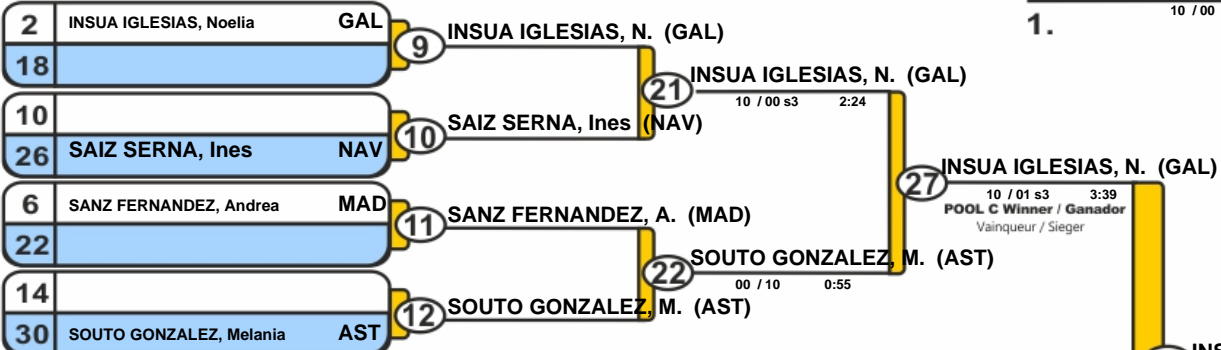 2 INSUA IGLESIAS, Noelia GAL
18
9
INSUA IGLESIAS, N. (GAL)
10
26 SAIZ SERNA, Ines NAV
10
SAIZ SERNA, Ines (NAV)
21
INSUA IGLESIAS, N. (GAL)
10 / 00 s3 2:24
6 SANZ FERNANDEZ, Andrea MAD
22
11
SANZ FERNANDEZ, A. (MAD)
14
30 SOUTO GONZALEZ, Melania AST
12
SOUTO GONZALEZ, M. (AST)
22
SOUTO GONZALEZ, M. (AST)
00 / 10 0:55
27
INSUA IGLESIAS, N. (GAL)
10 / 01 s3 3:39
POOL C Winner / Ganador
Vainqueur / Sieger
10 / 00
1.